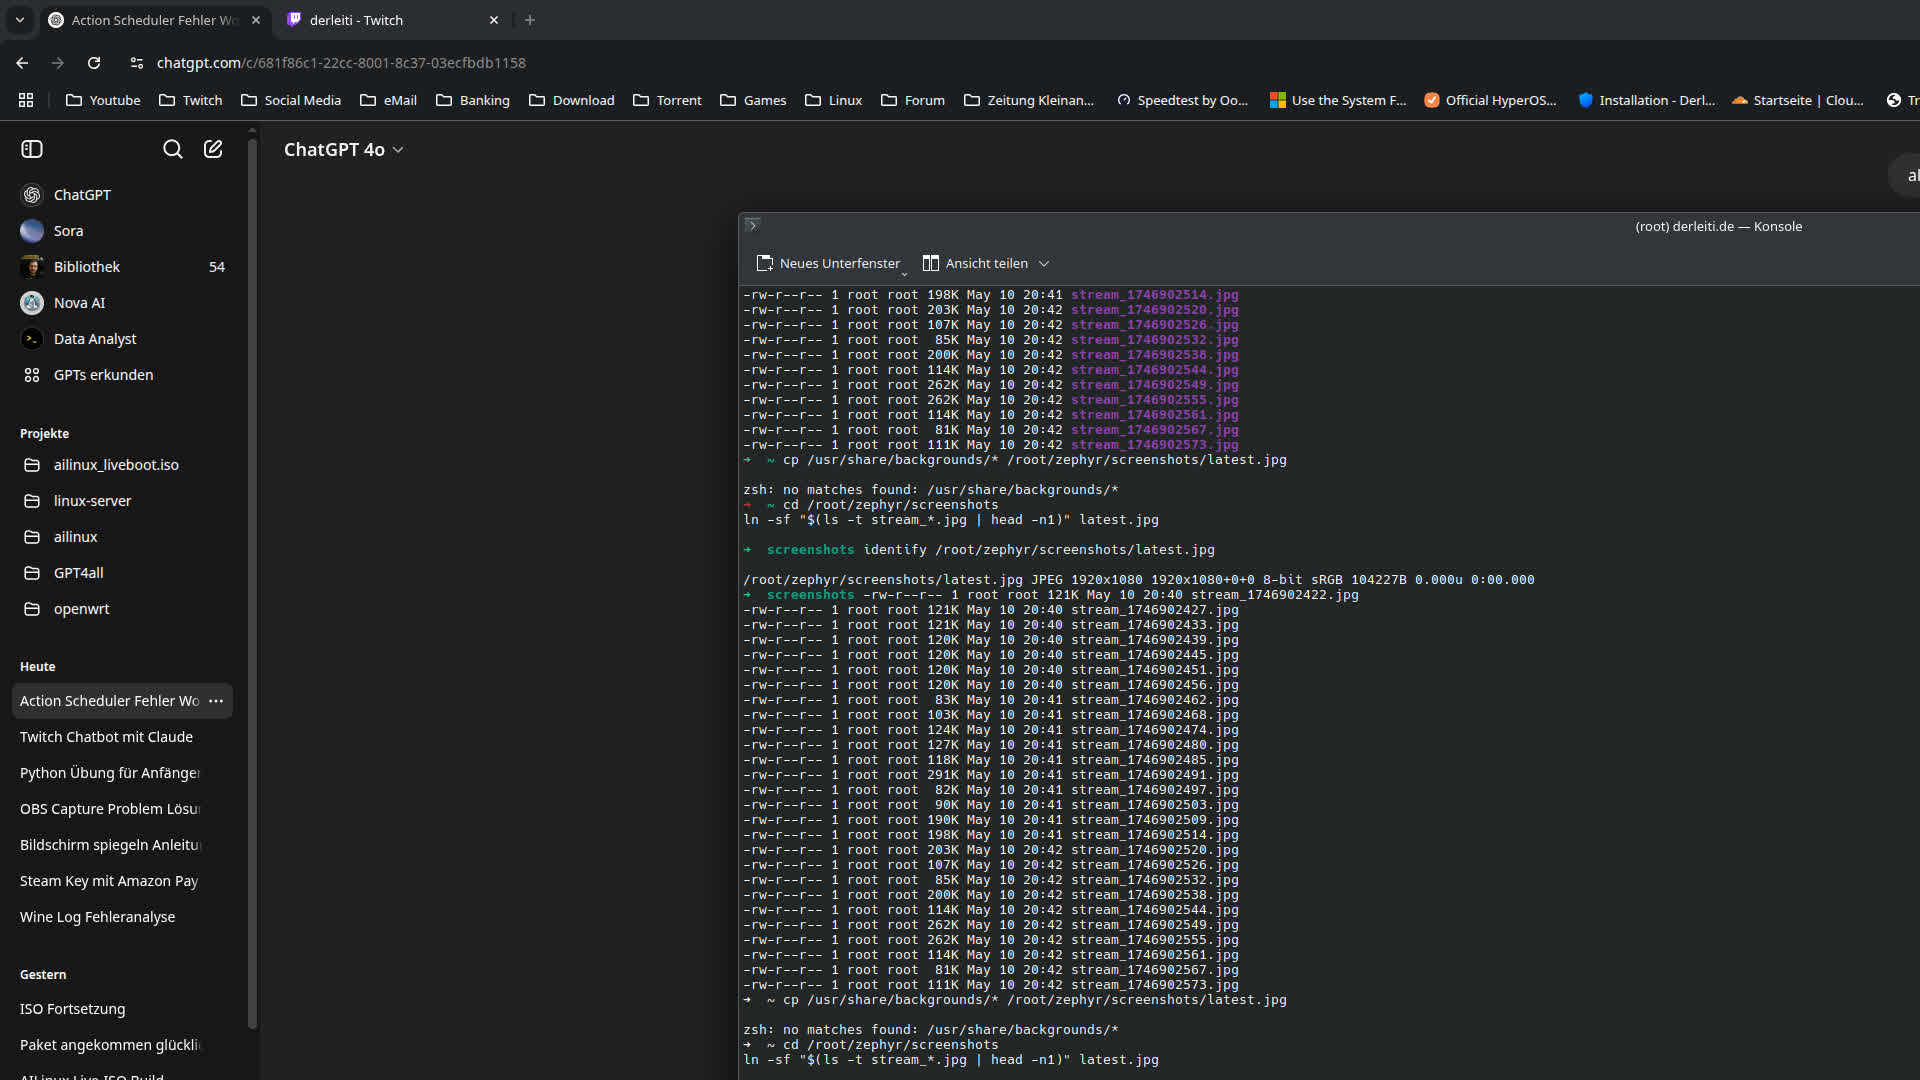 Action Scheduler Fehler Wo
derleiti - Twitch
chatgpt.com/c/681f86c1-22cc-8001-8c37-03ecfbdb1158
Youtube
Twitch
Social Media
eMail
Banking
Download
Torrent
Games
Linux
Forum
Zeitung Kleinan...
Speedtest by Oo...
Use the System F...
Official HyperOS...
Installation - Derl...
Startseite | Clou...
Tr
ChatGPT 4o
al
ChatGPT
Sora
Bibliothek 54
Nova AI
Data Analyst
GPTs erkunden
Projekte
ailinux_liveboot.iso
linux-server
ailinux
GPT4all
openwrt
Heute
Action Scheduler Fehler Wo
Twitch Chatbot mit Claude
Python Übung für Anfänger
OBS Capture Problem Lösu
Bildschirm spiegeln Anleitu
Steam Key mit Amazon Pay
Wine Log Fehleranalyse
Gestern
ISO Fortsetzung
Paket angekommen glückli
AILinux Live ISO Build
(root) derleiti.de — Konsole
Neues Unterfenster
Ansicht teilen
-rw-r--r-- 1 root root 198K May 10 20:41 stream_1746902514.jpg
-rw-r--r-- 1 root root 203K May 10 20:42 stream_1746902520.jpg
-rw-r--r-- 1 root root 107K May 10 20:42 stream_1746902526.jpg
-rw-r--r-- 1 root root  85K May 10 20:42 stream_1746902532.jpg
-rw-r--r-- 1 root root 200K May 10 20:42 stream_1746902538.jpg
-rw-r--r-- 1 root root 114K May 10 20:42 stream_1746902544.jpg
-rw-r--r-- 1 root root 262K May 10 20:42 stream_1746902549.jpg
-rw-r--r-- 1 root root 262K May 10 20:42 stream_1746902555.jpg
-rw-r--r-- 1 root root 114K May 10 20:42 stream_1746902561.jpg
-rw-r--r-- 1 root root  81K May 10 20:42 stream_1746902567.jpg
-rw-r--r-- 1 root root 111K May 10 20:42 stream_1746902573.jpg
➜  ~ cp /usr/share/backgrounds/* /root/zephyr/screenshots/latest.jpg
zsh: no matches found: /usr/share/backgrounds/*
➜  ~ cd /root/zephyr/screenshots
ln -sf "$(ls -t stream_*.jpg | head -n1)" latest.jpg
➜  screenshots identify /root/zephyr/screenshots/latest.jpg
/root/zephyr/screenshots/latest.jpg JPEG 1920x1080 1920x1080+0+0 8-bit sRGB 104227B 0.000u 0:00.000
➜  screenshots -rw-r--r-- 1 root root 121K May 10 20:40 stream_1746902422.jpg
-rw-r--r-- 1 root root 121K May 10 20:40 stream_1746902427.jpg
-rw-r--r-- 1 root root 121K May 10 20:40 stream_1746902433.jpg
-rw-r--r-- 1 root root 120K May 10 20:40 stream_1746902439.jpg
-rw-r--r-- 1 root root 120K May 10 20:40 stream_1746902445.jpg
-rw-r--r-- 1 root root 120K May 10 20:40 stream_1746902451.jpg
-rw-r--r-- 1 root root 120K May 10 20:40 stream_1746902456.jpg
-rw-r--r-- 1 root root  83K May 10 20:41 stream_1746902462.jpg
-rw-r--r-- 1 root root 103K May 10 20:41 stream_1746902468.jpg
-rw-r--r-- 1 root root 124K May 10 20:41 stream_1746902474.jpg
-rw-r--r-- 1 root root 127K May 10 20:41 stream_1746902480.jpg
-rw-r--r-- 1 root root 118K May 10 20:41 stream_1746902485.jpg
-rw-r--r-- 1 root root 291K May 10 20:41 stream_1746902491.jpg
-rw-r--r-- 1 root root  82K May 10 20:41 stream_1746902497.jpg
-rw-r--r-- 1 root root  90K May 10 20:41 stream_1746902503.jpg
-rw-r--r-- 1 root root 190K May 10 20:41 stream_1746902509.jpg
-rw-r--r-- 1 root root 198K May 10 20:41 stream_1746902514.jpg
-rw-r--r-- 1 root root 203K May 10 20:42 stream_1746902520.jpg
-rw-r--r-- 1 root root 107K May 10 20:42 stream_1746902526.jpg
-rw-r--r-- 1 root root  85K May 10 20:42 stream_1746902532.jpg
-rw-r--r-- 1 root root 200K May 10 20:42 stream_1746902538.jpg
-rw-r--r-- 1 root root 114K May 10 20:42 stream_1746902544.jpg
-rw-r--r-- 1 root root 262K May 10 20:42 stream_1746902549.jpg
-rw-r--r-- 1 root root 262K May 10 20:42 stream_1746902555.jpg
-rw-r--r-- 1 root root 114K May 10 20:42 stream_1746902561.jpg
-rw-r--r-- 1 root root  81K May 10 20:42 stream_1746902567.jpg
-rw-r--r-- 1 root root 111K May 10 20:42 stream_1746902573.jpg
➜  ~ cp /usr/share/backgrounds/* /root/zephyr/screenshots/latest.jpg
zsh: no matches found: /usr/share/backgrounds/*
➜  ~ cd /root/zephyr/screenshots
ln -sf "$(ls -t stream_*.jpg | head -n1)" latest.jpg